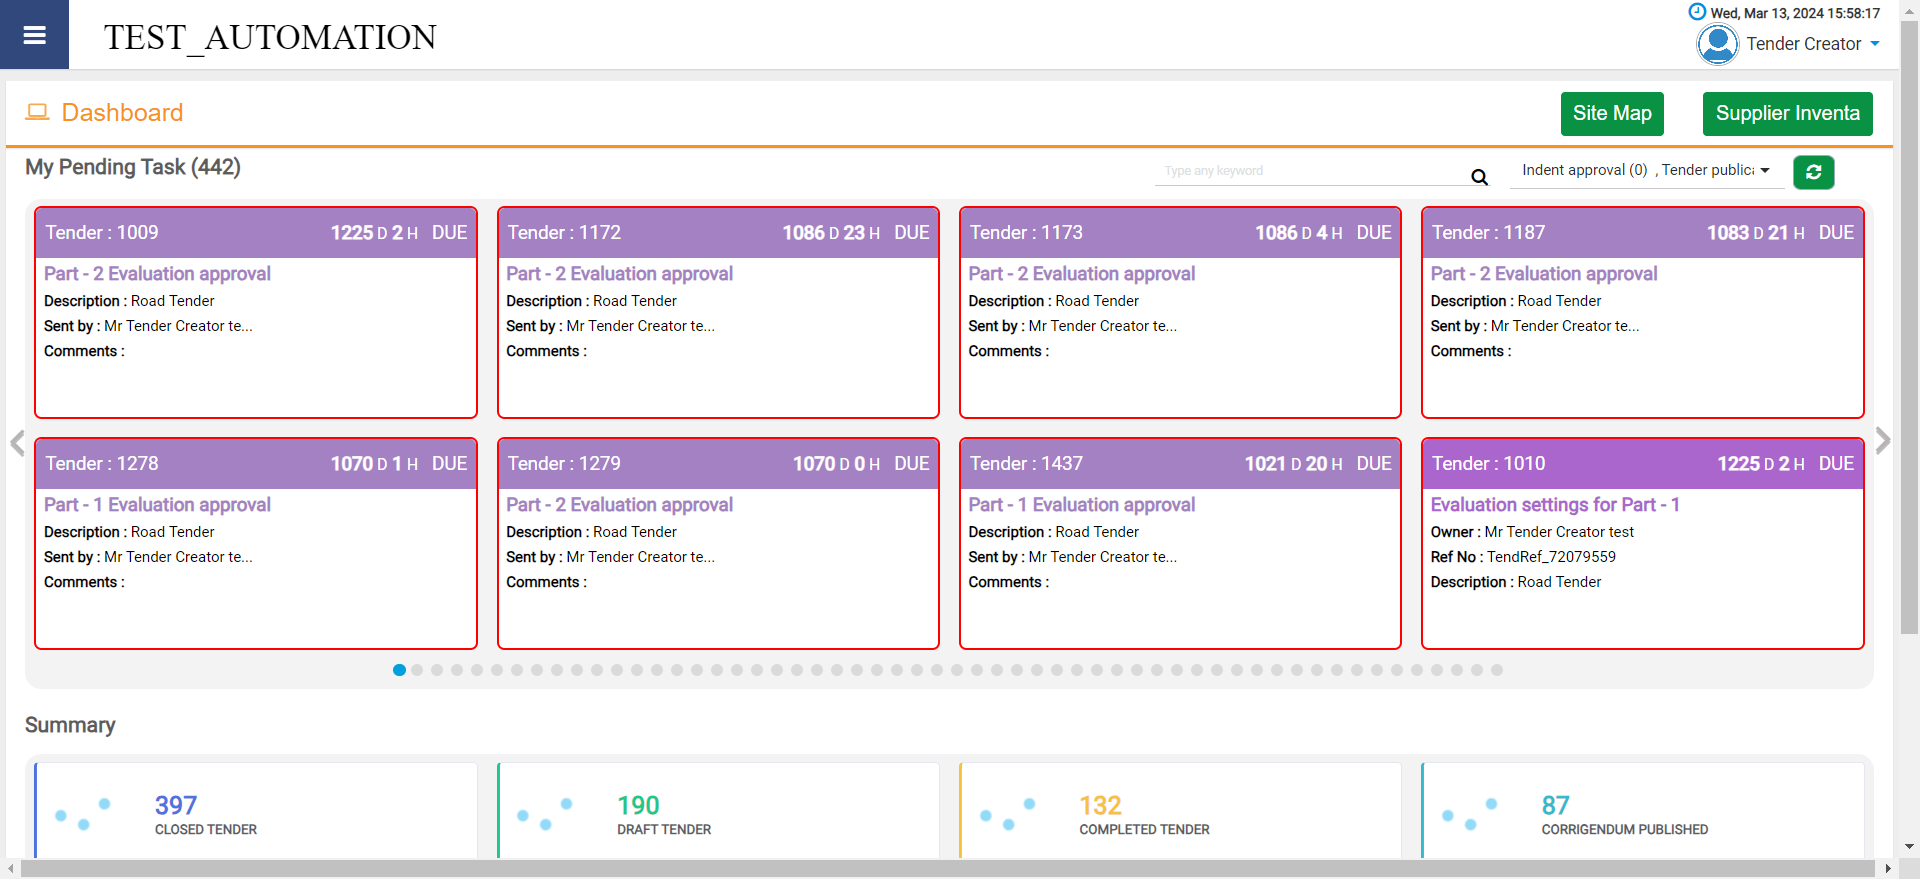 TEST_AUTOMATION
Wed, Mar 13, 2024 15:58:17
Tender Creator
Dashboard
Site Map
Supplier Inventa
My Pending Task (442)
Type any keyword
Indent approval (0) , Tender public
Tender : 1009 1225 D 2 H DUE
Part - 2 Evaluation approval
Description : Road Tender
Sent by : Mr Tender Creator te...
Comments :
Tender : 1172 1086 D 23 H DUE
Part - 2 Evaluation approval
Description : Road Tender
Sent by : Mr Tender Creator te...
Comments :
Tender : 1173 1086 D 4 H DUE
Part - 2 Evaluation approval
Description : Road Tender
Sent by : Mr Tender Creator te...
Comments :
Tender : 1187 1083 D 21 H DUE
Part - 2 Evaluation approval
Description : Road Tender
Sent by : Mr Tender Creator te...
Comments :
Tender : 1278 1070 D 1 H DUE
Part - 1 Evaluation approval
Description : Road Tender
Sent by : Mr Tender Creator te...
Comments :
Tender : 1279 1070 D 0 H DUE
Part - 2 Evaluation approval
Description : Road Tender
Sent by : Mr Tender Creator te...
Comments :
Tender : 1437 1021 D 20 H DUE
Part - 1 Evaluation approval
Description : Road Tender
Sent by : Mr Tender Creator te...
Comments :
Tender : 1010 1225 D 2 H DUE
Evaluation settings for Part - 1
Owner : Mr Tender Creator test
Ref No : TendRef_72079559
Description : Road Tender
Summary
397
CLOSED TENDER
190
DRAFT TENDER
132
COMPLETED TENDER
87
CORRIGENDUM PUBLISHED